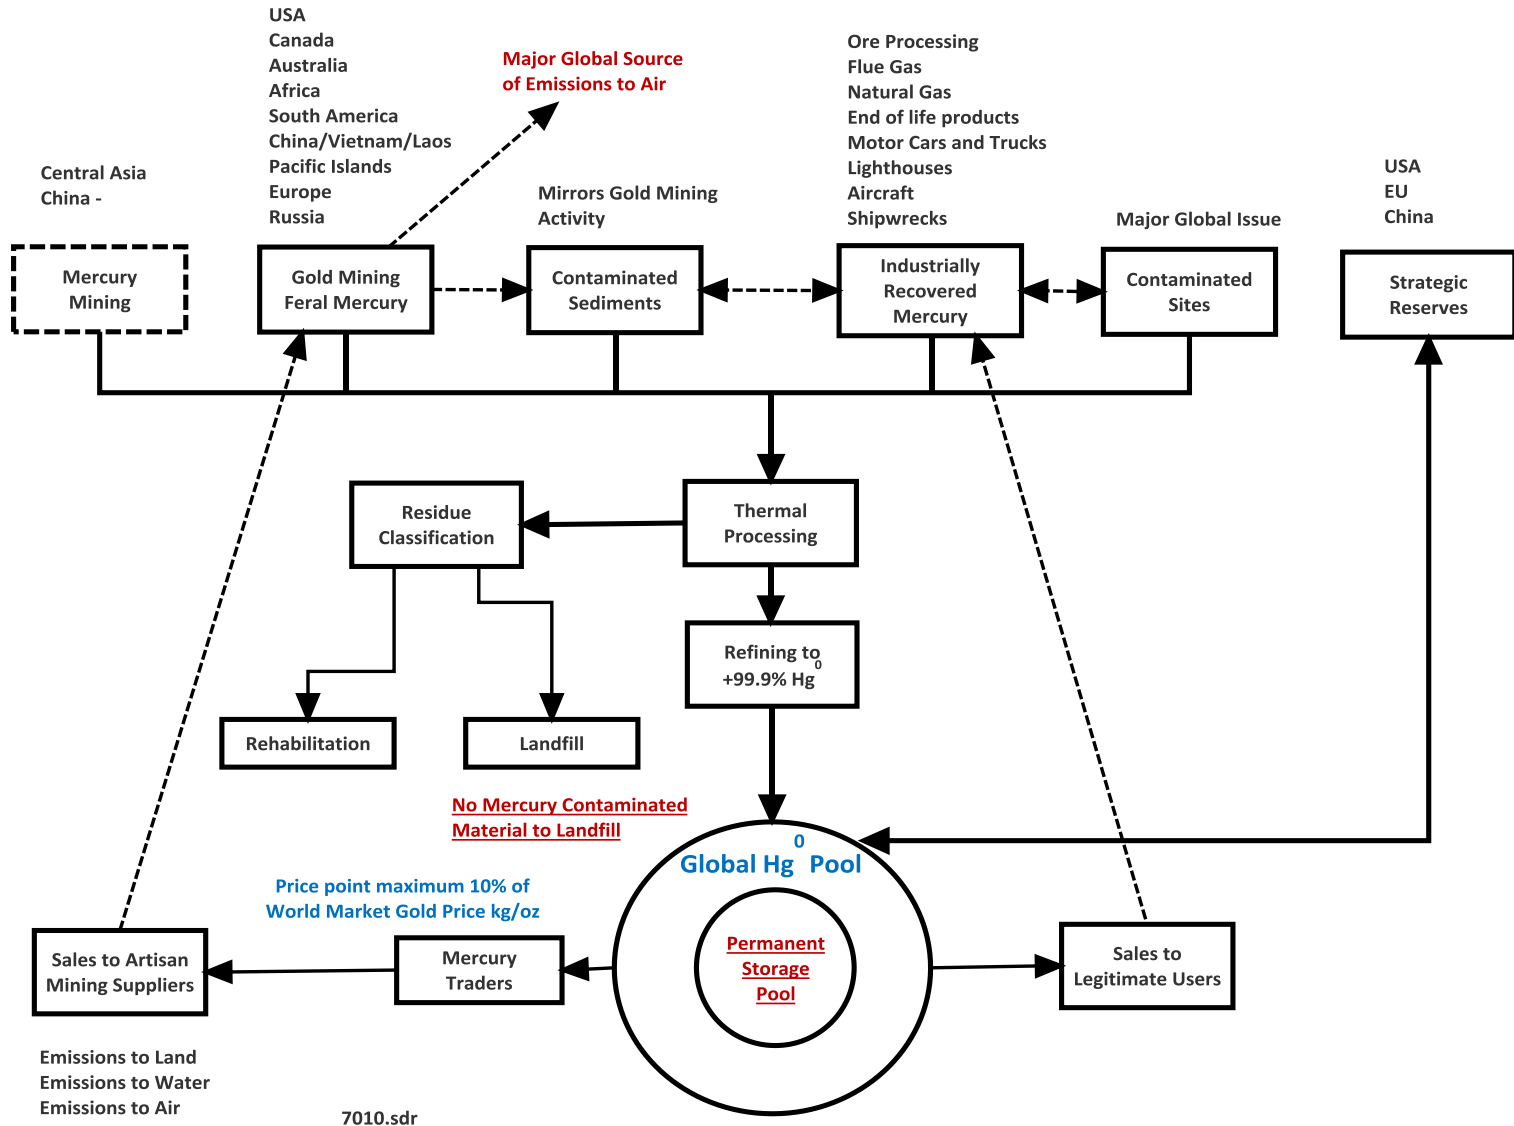 USA
Canada
Australia
Africa
South America
China/Vietnam/Laos
Pacific Islands
Europe
Russia
Major Global Source
of Emissions to Air
Ore Processing
Flue Gas
Natural Gas
End of life products
Motor Cars and Trucks
Lighthouses
Aircraft
Shipwrecks
Central Asia
China -
Mirrors Gold Mining
Activity
Major Global Issue
USA
EU
China
Mercury
Mining
Gold Mining
Feral Mercury
Contaminated
Sediments
Industrially
Recovered
Mercury
Contaminated
Sites
Strategic
Reserves
Residue
Classification
Thermal
Processing
Refining to
+99.9% Hg⁰
Rehabilitation
Landfill
No Mercury Contaminated
Material to Landfill
Global Hg⁰ Pool
Price point maximum 10% of
World Market Gold Price kg/oz
Permanent
Storage
Pool
Sales to Artisan
Mining Suppliers
Mercury
Traders
Sales to
Legitimate Users
Emissions to Land
Emissions to Water
Emissions to Air
7010.sdr